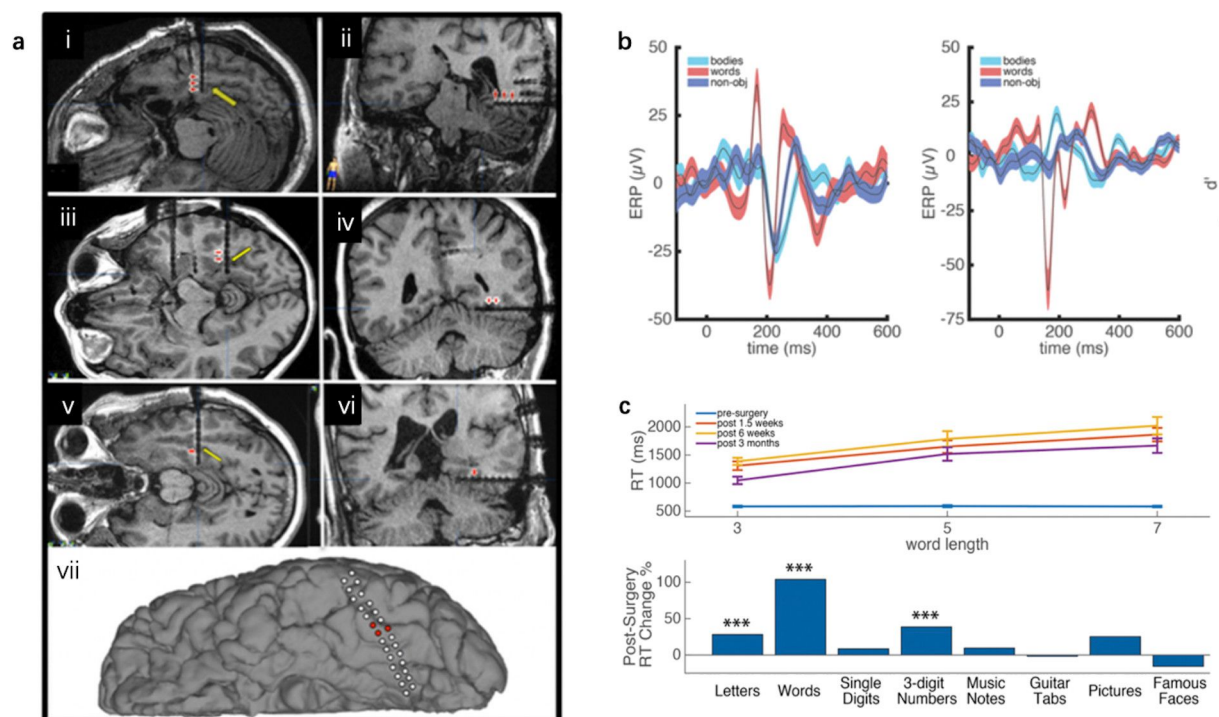 a
i
ii
iii
iv
v
vi
vii
b
50
25
0
-25
-50
ERP (µV)
bodies
words
non-obj
0
200
400
600
time (ms)
50
25
0
-25
-50
-75
ERP (µV)
bodies
words
non-obj
0
200
400
600
time (ms)
d'
c
pre-surgery
post 1.5 weeks
post 6 weeks
post 3 months
2000
1500
1000
500
RT (ms)
3
5
7
word length
Post-Surgery
RT Change %
100
50
0
***
***
***
Letters
Words
Single
Digits
3-digit
Numbers
Music
Notes
Guitar
Tabs
Pictures
Famous
Faces